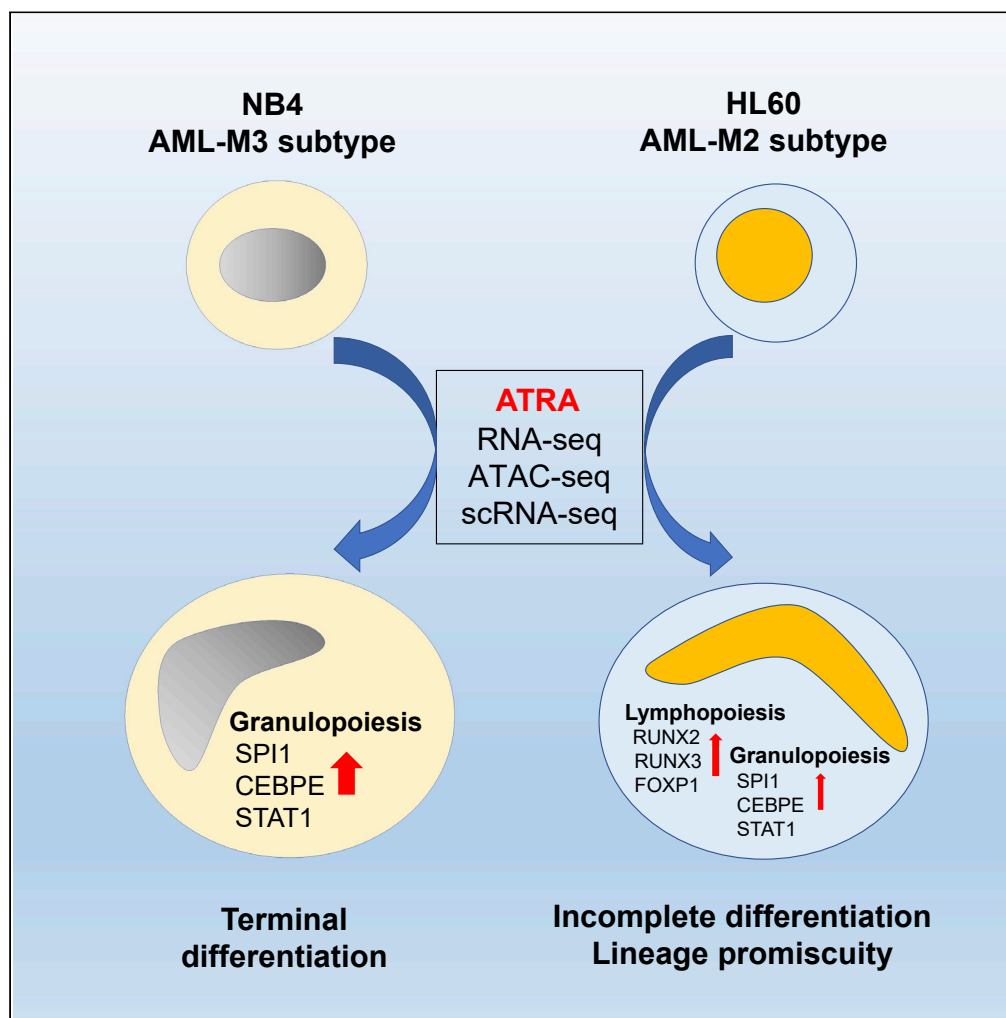 NB4
AML-M3 subtype
HL60
AML-M2 subtype
ATRA
RNA-seq
ATAC-seq
scRNA-seq
Granulopoiesis
SPI1
CEBPE
STAT1
Lymphopoiesis
RUNX2
RUNX3
FOXP1
Granulopoiesis
SPI1
CEBPE
STAT1
Terminal
differentiation
Incomplete differentiation
Lineage promiscuity